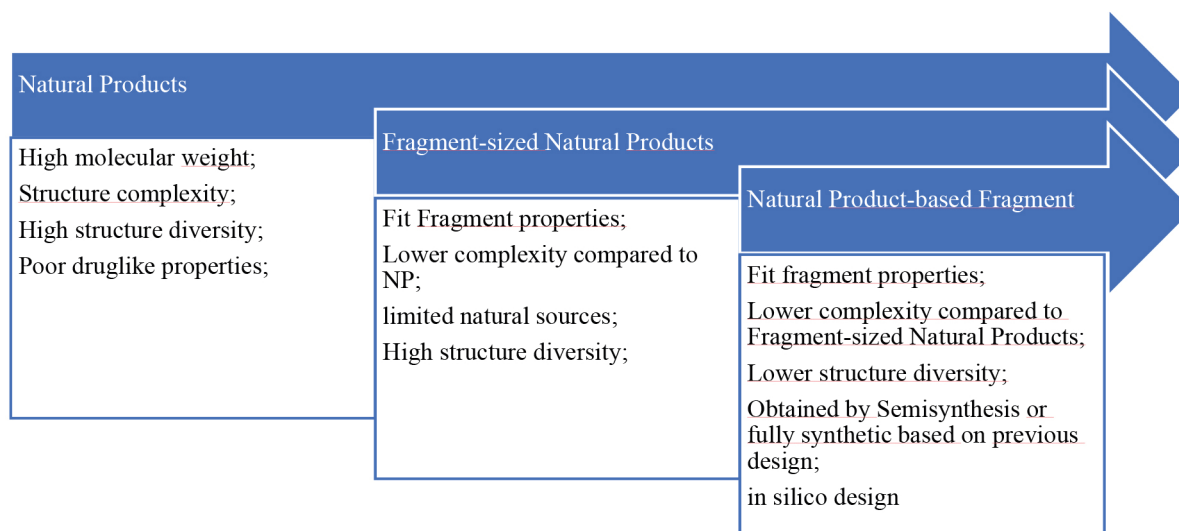 Natural Products
High molecular weight;
Structure complexity;
High structure diversity;
Poor druglike properties;
Fragment-sized Natural Products
Fit Fragment properties;
Lower complexity compared to
NP;
limited natural sources;
High structure diversity;
Natural Product-based Fragment
Fit fragment properties;
Lower complexity compared to
Fragment-sized Natural Products;
Lower structure diversity;
Obtained by Semisynthesis or
fully synthetic based on previous
design;
in silico design